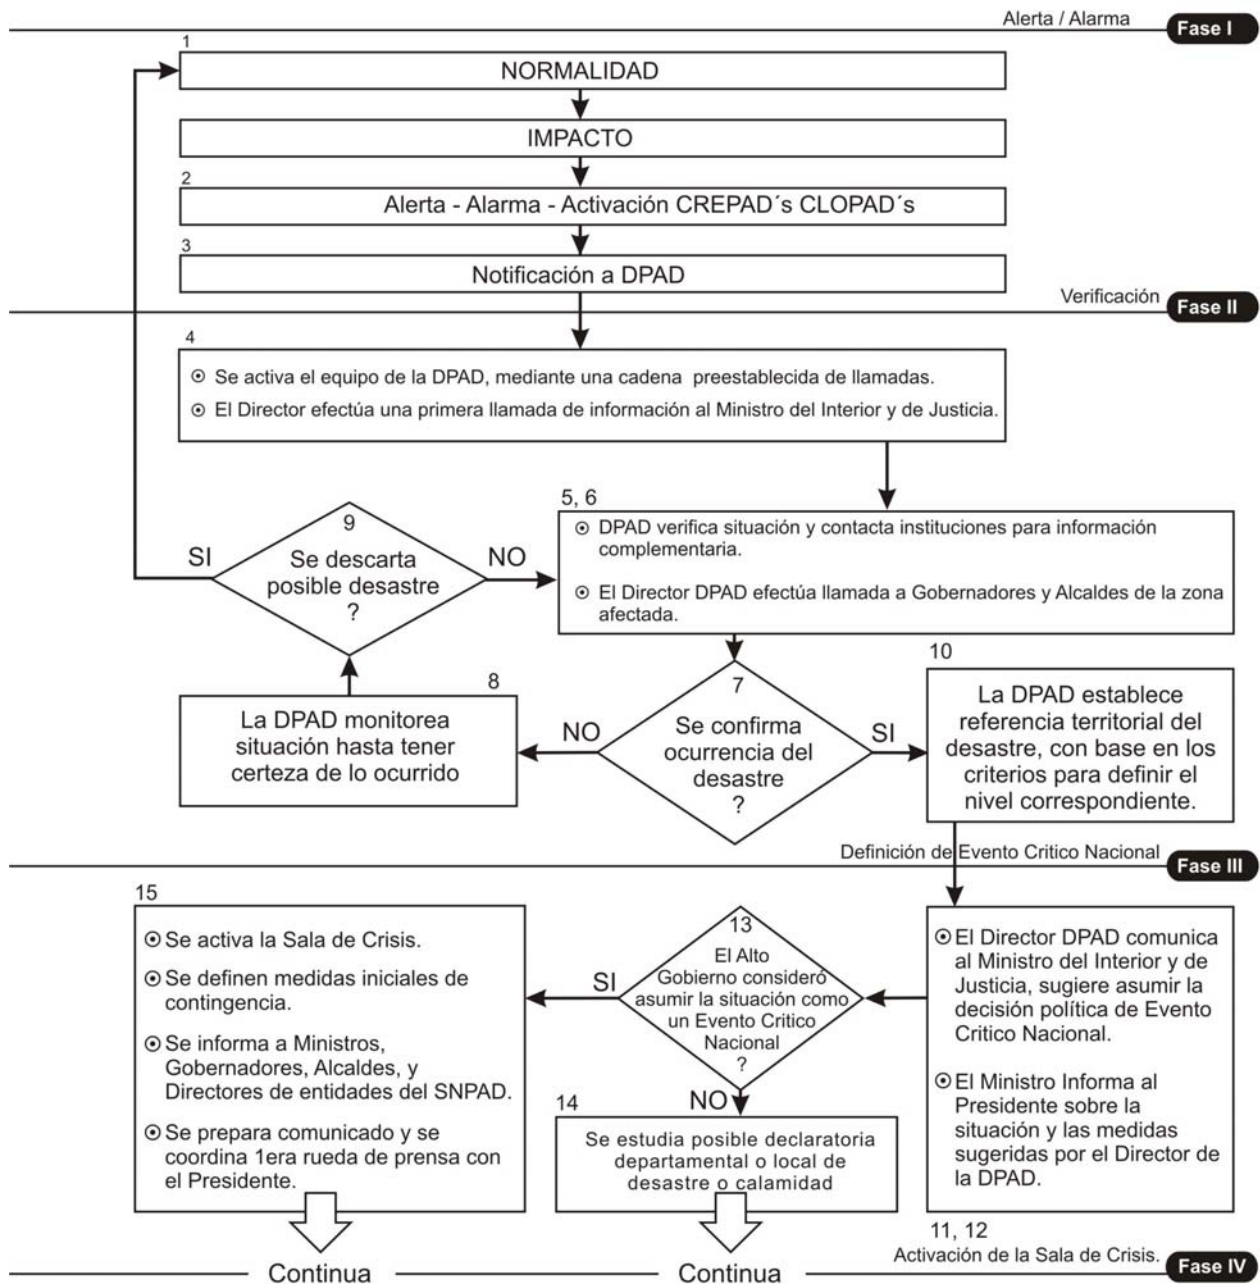 Alerta / Alarma
Fase I
1
NORMALIDAD
IMPACTO
2
Alerta - Alarma - Activación CREPAD´s CLOPAD´s
3
Notificación a DPAD
Verificación
Fase II
4
Se activa el equipo de la DPAD, mediante una cadena preestablecida de llamadas.
El Director efectúa una primera llamada de información al Ministro del Interior y de Justicia.
5, 6
DPAD verifica situación y contacta instituciones para información
complementaria.
El Director DPAD efectúa llamada a Gobernadores y Alcaldes de la zona
afectada.
9
Se descarta
posible desastre
?
SI
NO
8
La DPAD monitorea
situación hasta tener
certeza de lo ocurrido
7
Se confirma
ocurrencia del
desastre
?
NO
SI
10
La DPAD establece
referencia territorial del
desastre, con base en los
criterios para definir el
nivel correspondiente.
Definición de Evento Critico Nacional
Fase III
15
Se activa la Sala de Crisis.
Se definen medidas iniciales de
contingencia.
Se informa a Ministros,
Gobernadores, Alcaldes, y
Directores de entidades del SNPAD.
Se prepara comunicado y se
coordina 1era rueda de prensa con
el Presidente.
13
El Alto
Gobierno consideró
asumir la situación como
un Evento Critico
Nacional
?
SI
NO
14
Se estudia posible declaratoria
departamental o local de
desastre o calamidad
El Director DPAD comunica
al Ministro del Interior y de
Justicia, sugiere asumir la
decisión política de Evento
Critico Nacional.
El Ministro Informa al
Presidente sobre la
situación y las medidas
sugeridas por el Director de
la DPAD.
11, 12
Activación de la Sala de Crisis.
Fase IV
Continua
Continua